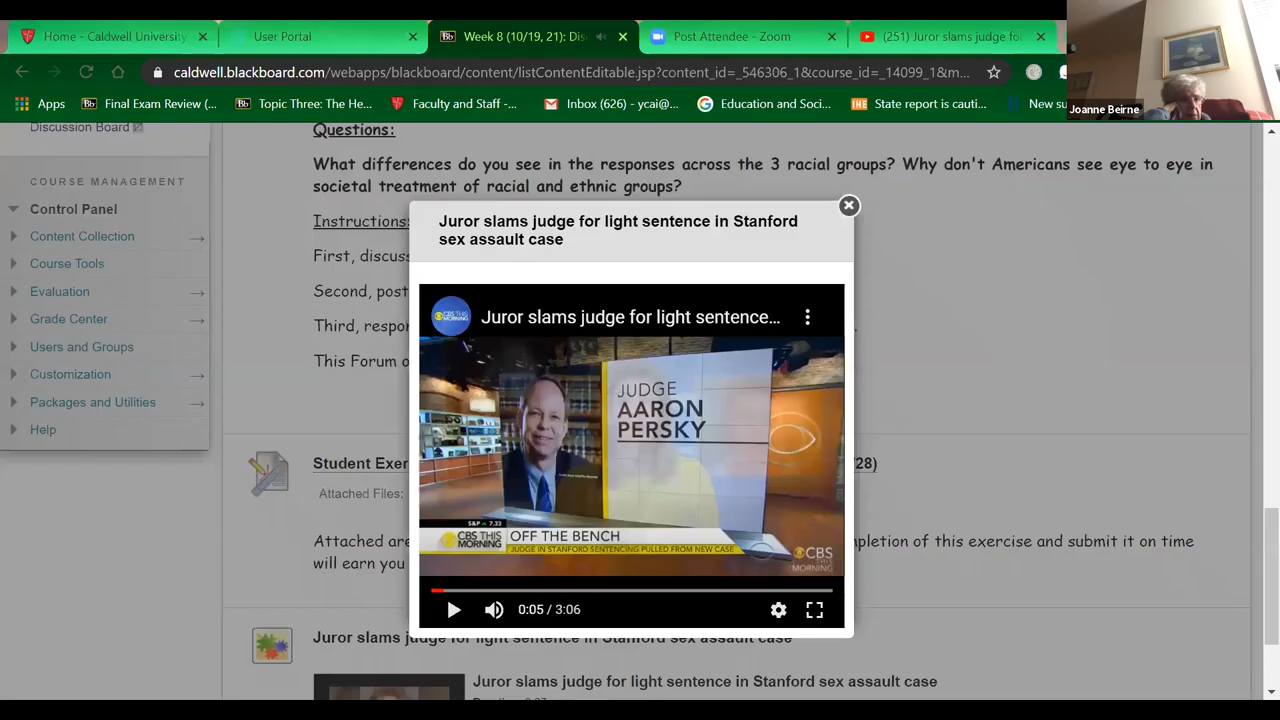 Home - Caldwell University
User Portal
Bb
Week 8 (10/19, 21): Dis
Post Attendee - Zoom
(251) Juror slams judge fo
caldwell.blackboard.com/webapps/blackboard/content/listContentEditable.jsp?content_id=_546306_1&course_id=_14099_1&m...
Apps
Bb
Final Exam Review (...
Bb
Topic Three: The He...
Faculty and Staff -...
Inbox (626) - ycai@...
Education and Soci...
IHE
State report is cauti...
New su
Joanne Beirne
Discussion Board
COURSE MANAGEMENT
Control Panel
Content Collection
Course Tools
Evaluation
Grade Center
Users and Groups
Customization
Packages and Utilities
Help
Questions:
What differences do you see in the responses across the 3 racial groups? Why don't Americans see eye to eye in
societal treatment of racial and ethnic groups?
Instructions:
First, discuss
Second, post
Third, respon
This Forum o
Juror slams judge for light sentence in Stanford
sex assault case
CBS THIS MORNING
Juror slams judge for light sentence...
JUDGE
AARON
PERSKY
S&P 7.33
CBS THIS
MORNING
OFF THE BENCH
JUDGE IN STANFORD SENTENCING PULLED FROM NEW CASE
CBS
THIS
MORNING
0:05 / 3:06
Student Exer
/28)
Attached Files:
Attached are
mpletion of this exercise and submit it on time
will earn you
Juror slams judge for light sentence in Stanford sex assault case
Juror slams judge for light sentence in Stanford sex assault case